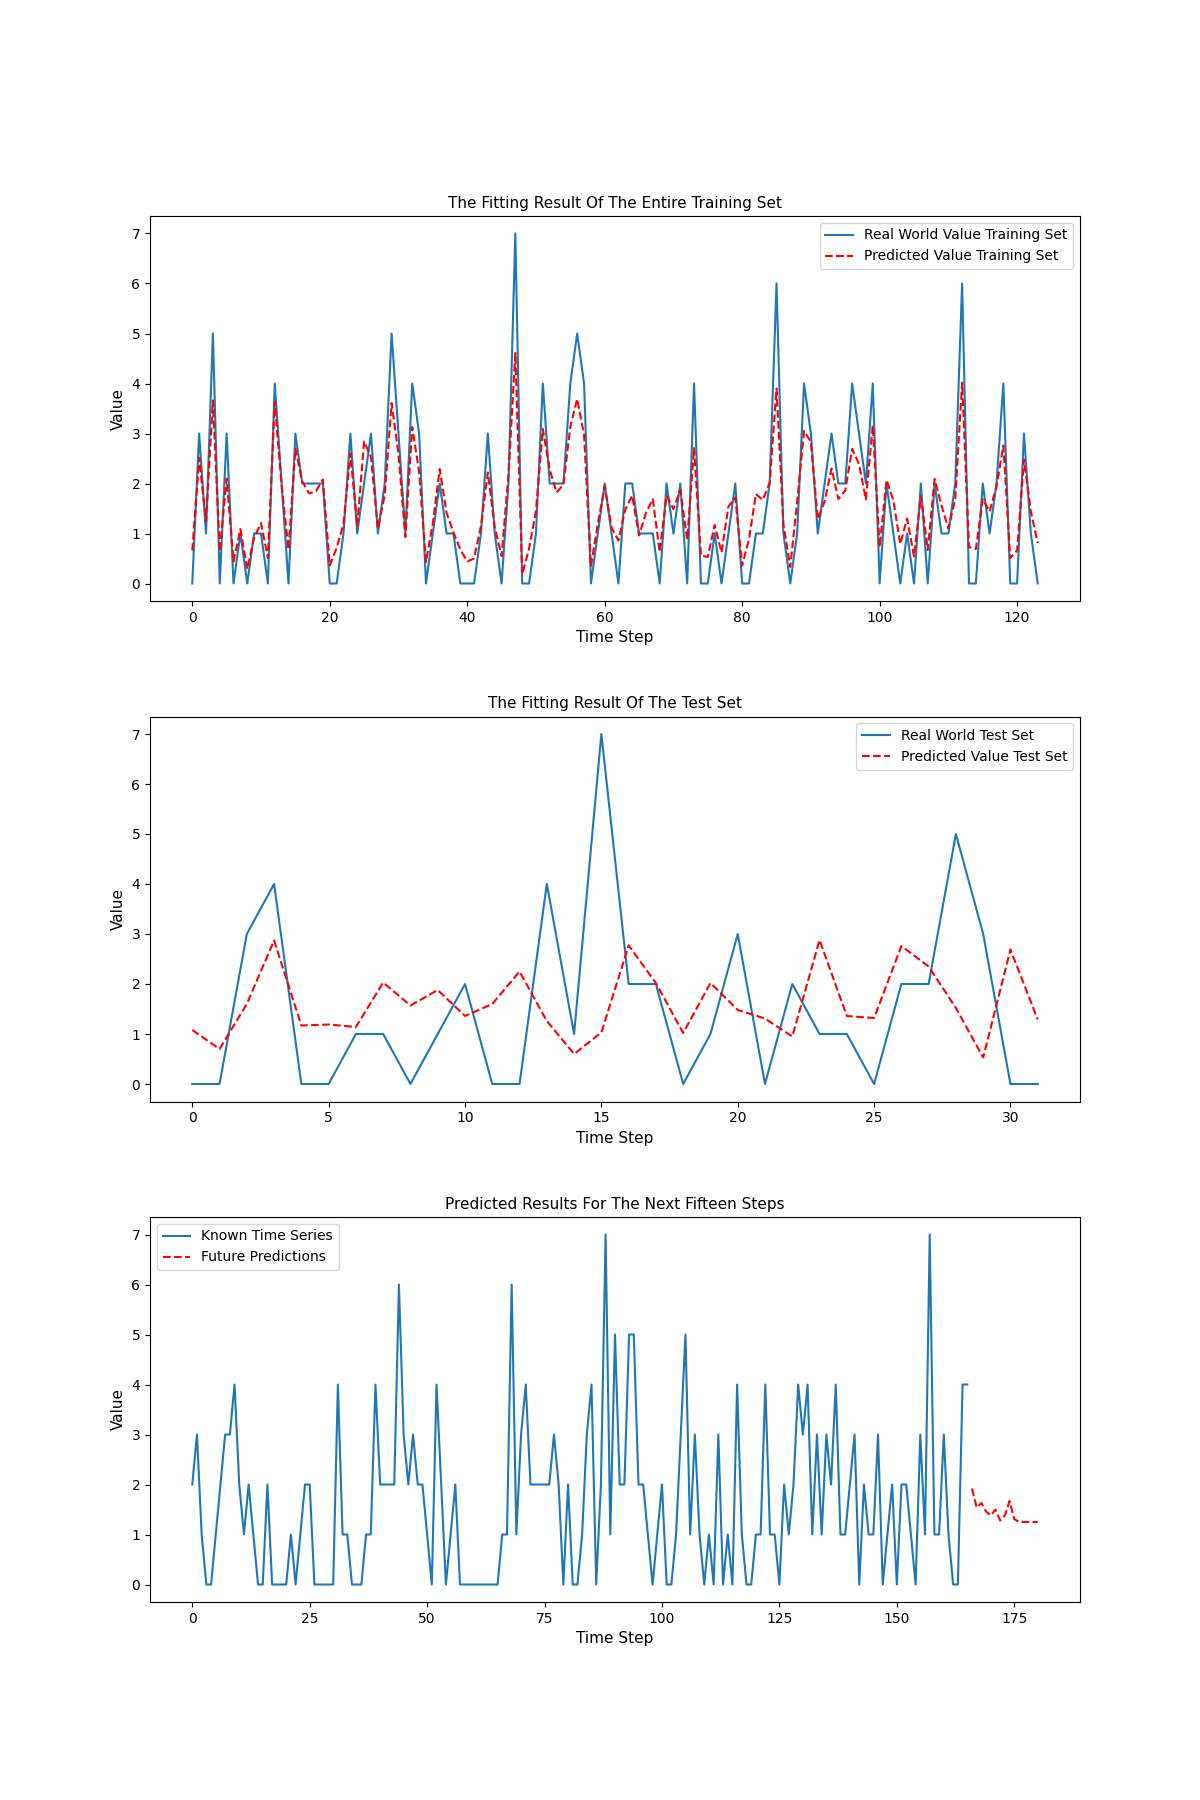 The Fitting Result Of The Entire Training Set
Real World Value Training Set
Predicted Value Training Set
Value
7
6
5
4
3
2
1
0
0 20 40 60 80 100 120
Time Step
The Fitting Result Of The Test Set
Real World Test Set
Predicted Value Test Set
Value
7
6
5
4
3
2
1
0
0 5 10 15 20 25 30
Time Step
Predicted Results For The Next Fifteen Steps
Known Time Series
Future Predictions
Value
7
6
5
4
3
2
1
0
0 25 50 75 100 125 150 175
Time Step